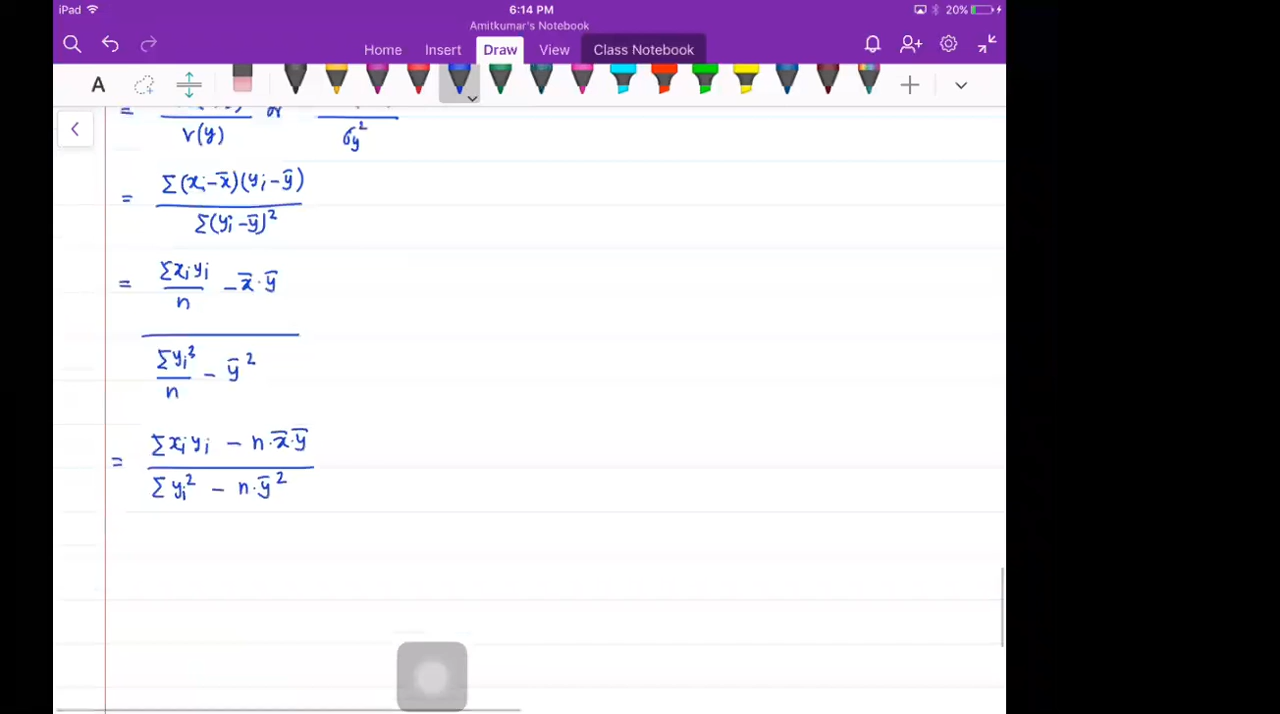 iPad 6:14 PM 20%
Amitkumar's Notebook
Home Insert Draw View Class Notebook
A
=
v(y) or σy²
= Σ(xi-x̄)(yi-ȳ)
Σ(yi-ȳ)²
= Σxiyi
n
-x̄·ȳ
Σyi²
n
- ȳ²
= Σxiyi - n·x̄·ȳ
Σyi² - n·ȳ²